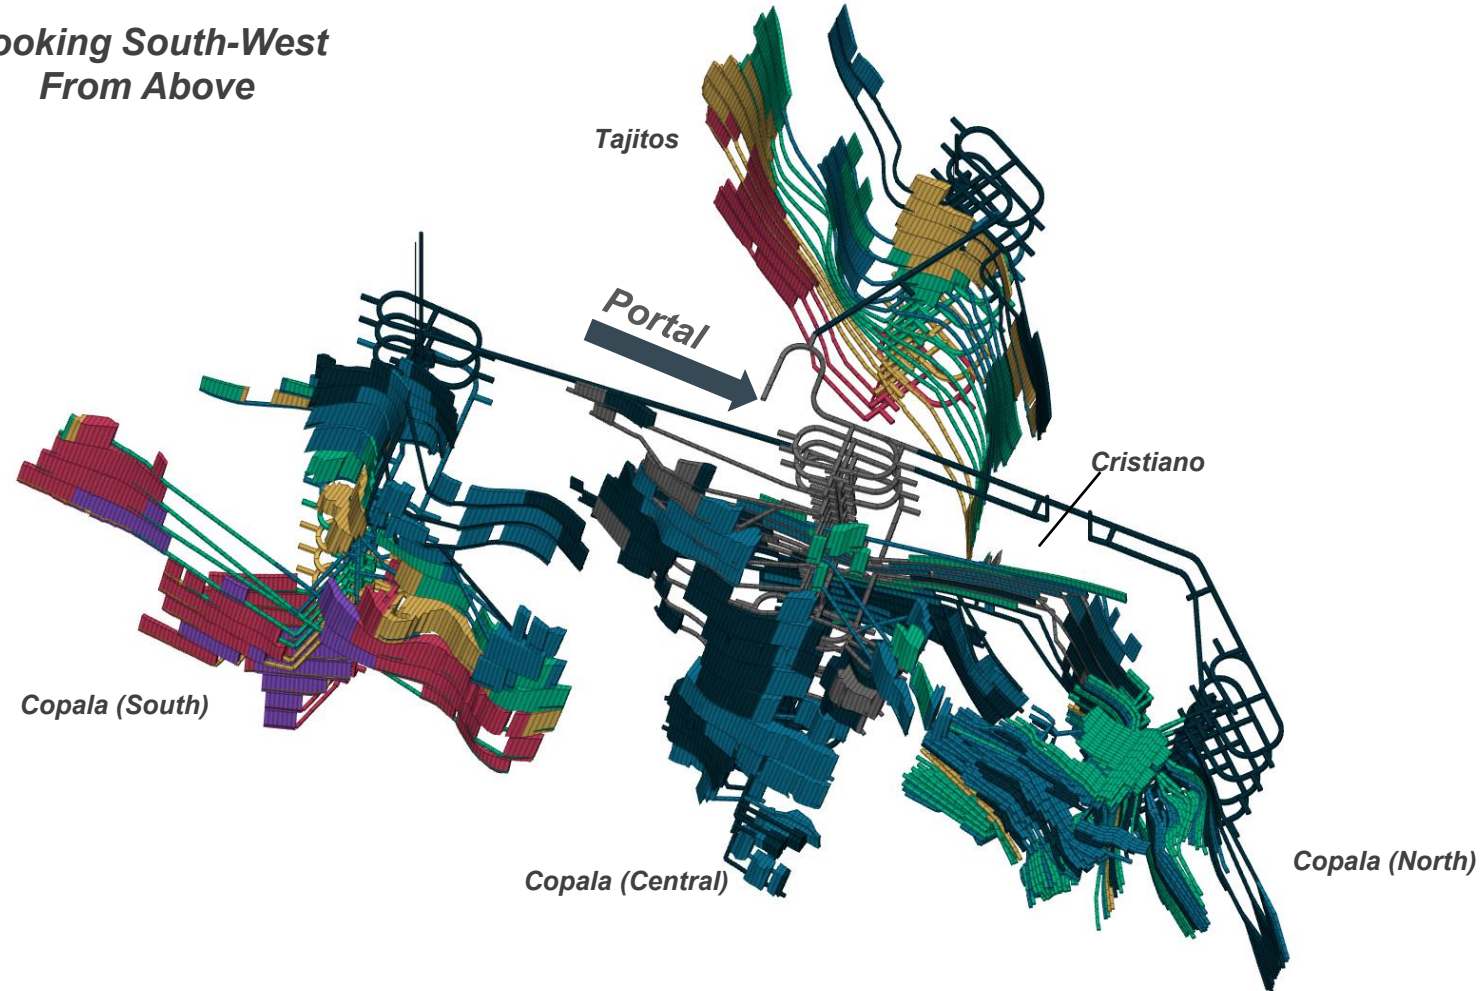 ooking South-West
From Above
Tajitos
Portal
Cristiano
Copala (South)
Copala (Central)
Copala (North)